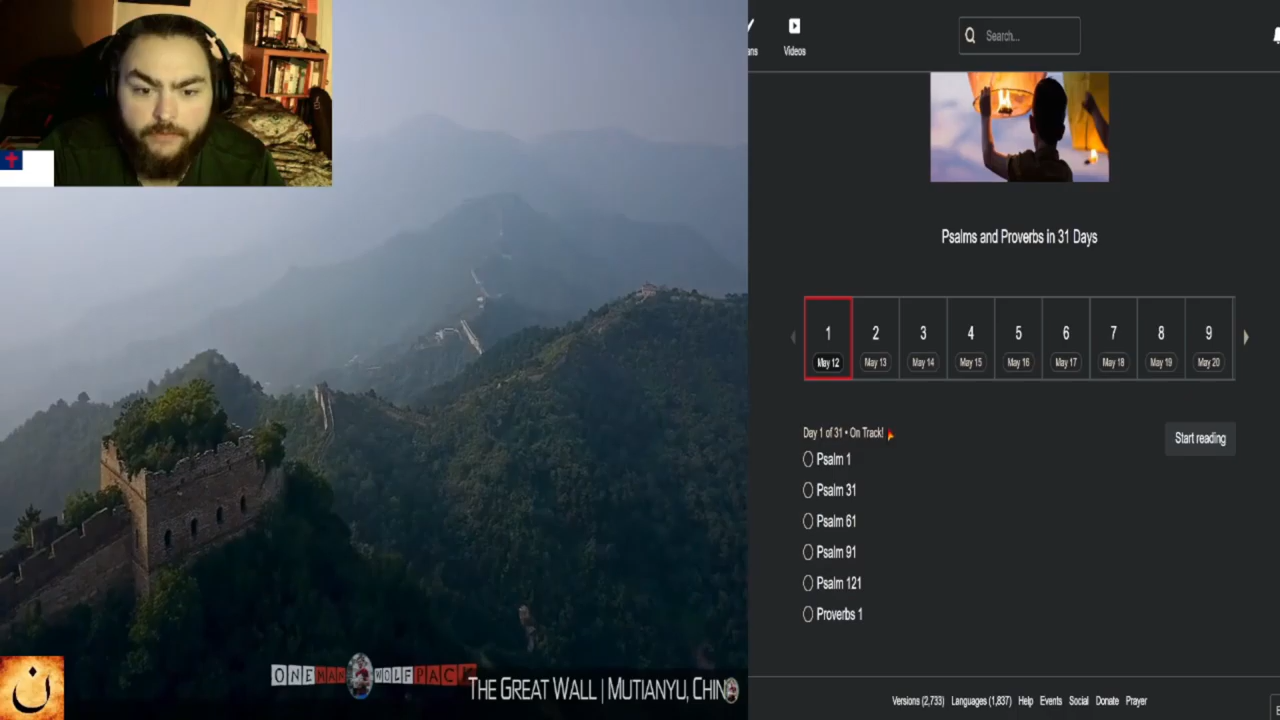 ans
Videos
Search...
Psalms and Proverbs in 31 Days
1 2 3 4 5 6 7 8 9
May 12 May 13 May 14 May 15 May 16 May 17 May 18 May 19 May 20
Day 1 of 31 • On Track!
Start reading
Psalm 1
Psalm 31
Psalm 61
Psalm 91
Psalm 121
Proverbs 1
ن
ONE MAN WOLF PACK
THE GREAT WALL | MUTIANYU, CHIN
Versions (2,733) Languages (1,837) Help Events Social Donate Prayer